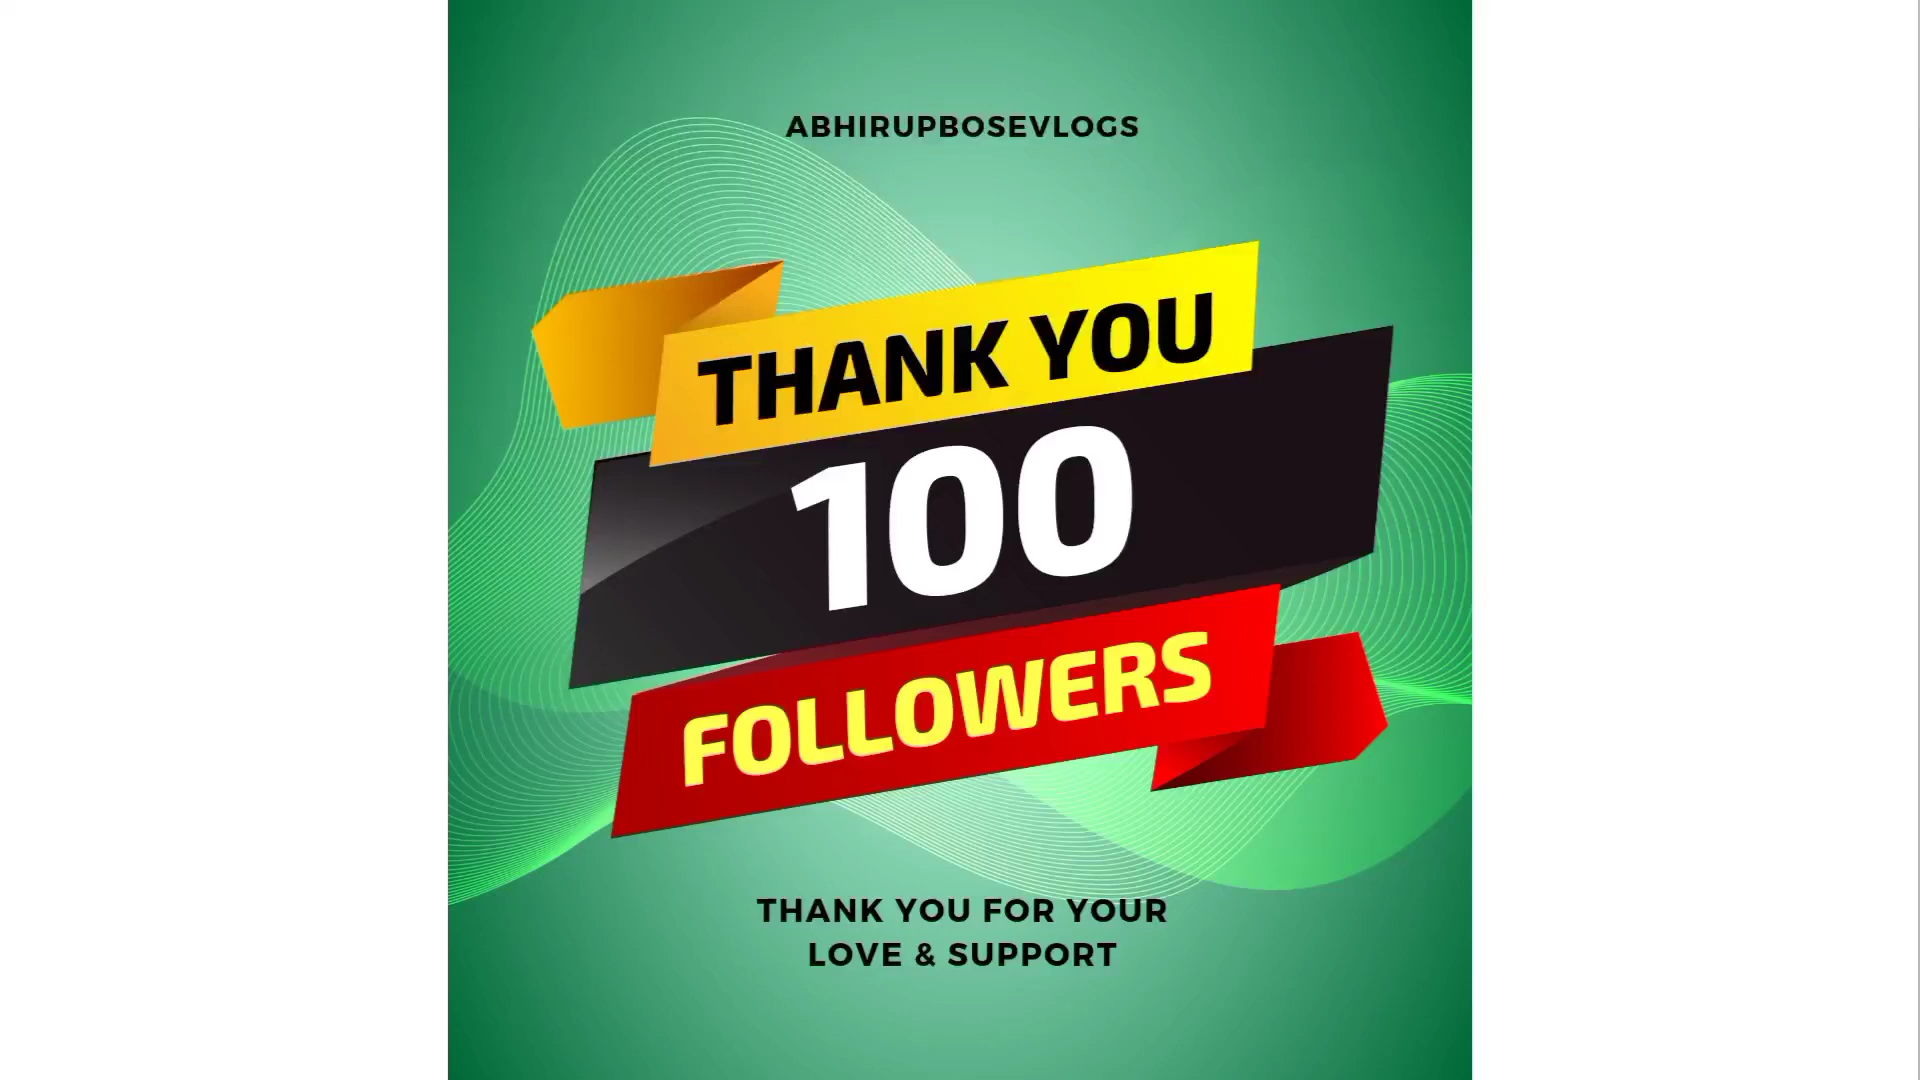 ABHIRUPBOSEVLOGS
THANK YOU
100
FOLLOWERS
THANK YOU FOR YOUR
LOVE & SUPPORT